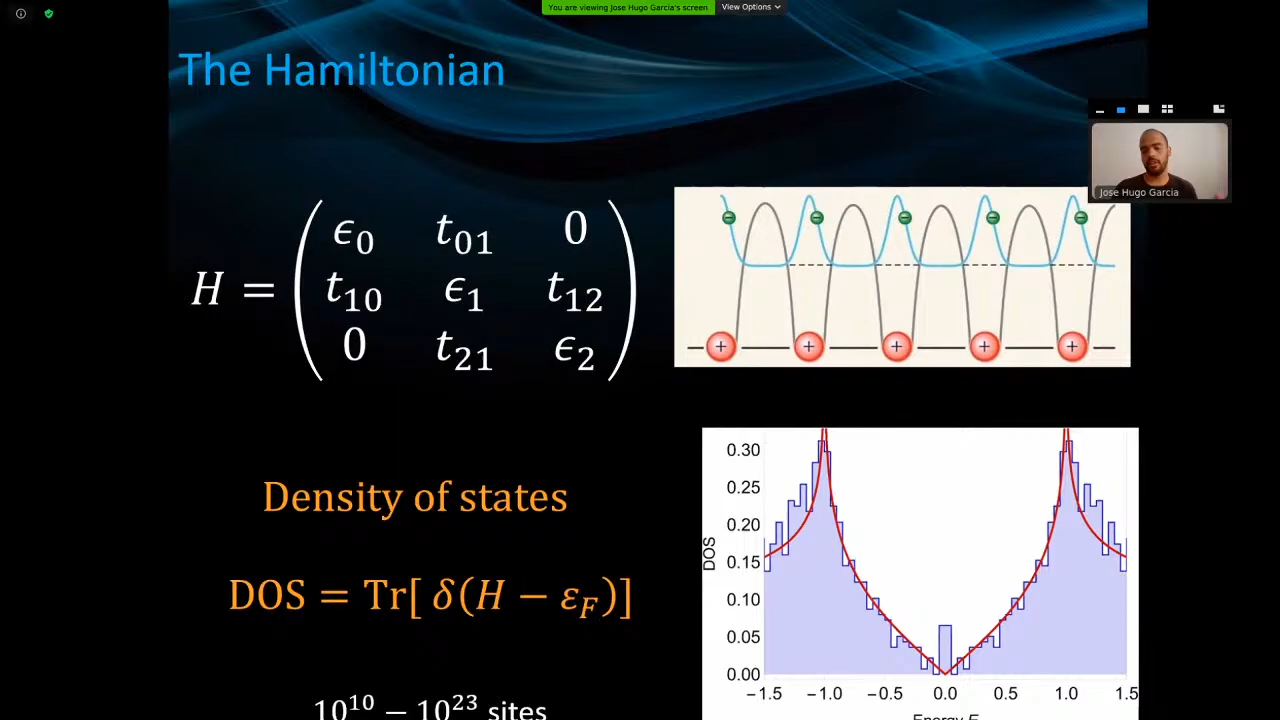 You are viewing Jose Hugo Garcia's screen
View Options
The Hamiltonian
Jose Hugo Garcia
H = ( ϵ₀ t₀₁ 0
t₁₀ ϵ₁ t₁₂
0 t₂₁ ϵ₂ )
− − − − −
+ + + + +
Density of states
DOS = Tr[ δ(H − ε_F)]
10¹⁰ − 10²³ sites
0.30
0.25
0.20
0.15
0.10
0.05
0.00
DOS
−1.5 −1.0 −0.5 0.0 0.5 1.0 1.5
Energy E